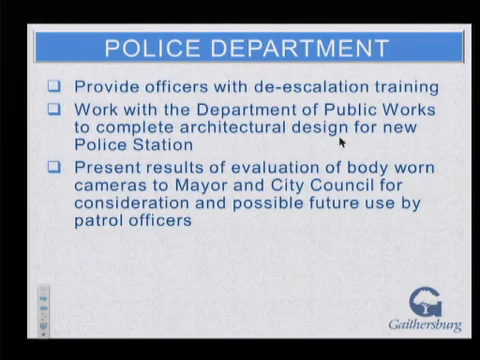 POLICE DEPARTMENT
Provide officers with de-escalation training
Work with the Department of Public Works
to complete architectural design for new
Police Station
Present results of evaluation of body worn
cameras to Mayor and City Council for
consideration and possible future use by
patrol officers
Gaithersburg